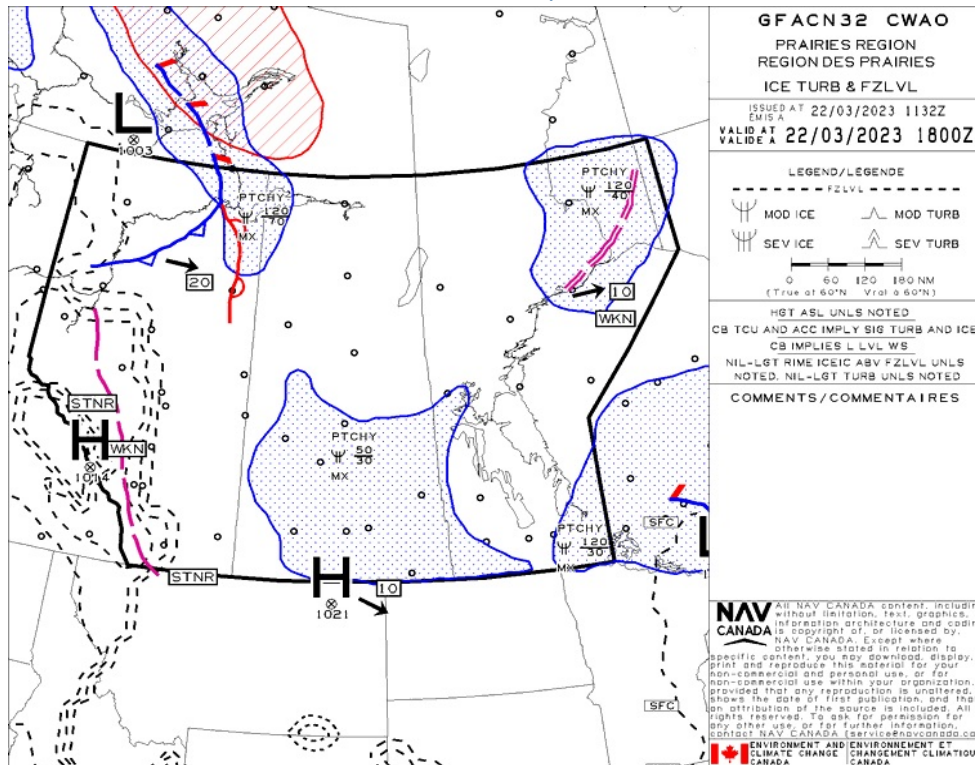 GFACN32 CWAO
PRAIRIES REGION
REGION DES PRAIRIES
ICE TURB & FZLVL
ISSUED AT 22/03/2023 1132Z
EMIS A
VALID AT 22/03/2023 1800Z
VALIDE A
LEGEND/LEGENDE
FZLVL
MOD ICE MOD TURB
SEV ICE SEV TURB
0 60 120 180 NM
(True at 60°N Vrai à 60°N)
HGT ASL UNLS NOTED
CB TCU AND ACC IMPLY SIG TURB AND ICE
CB IMPLIES L LVL WS
NIL-LGT RIME ICEIC ABV FZLVL UNLS
NOTED. NIL-LGT TURB UNLS NOTED
COMMENTS/COMMENTAIRES
L
1003
PTCHY
120
70
MX
20
PTCHY
120
40
MX
10
WKN
STNR
H
WKN
1014
PTCHY
50
30
MX
STNR
H
1021
10
PTCHY
120
30
MX
SFC
L
SFC
NAV
CANADA
All NAV CANADA content, includin
without limitation, text, graphics,
information architecture and codin
is copyright of, or licensed by,
NAV CANADA. Except where
otherwise stated in relation to
specific content, you may download, display,
print and reproduce this material for your
non-commercial and personal use, or for
non-commercial use within your organization,
provided that any reproduction is unaltered,
shows the date of first publication, and tha
an attribution of the source is included. All
rights reserved. To ask for permission for
any other use, or for further information,
contact NAV CANADA (service@navcanada.ca
ENVIRONMENT AND
CLIMATE CHANGE
CANADA
ENVIRONNEMENT ET
CHANGEMENT CLIMATIQU
CANADA